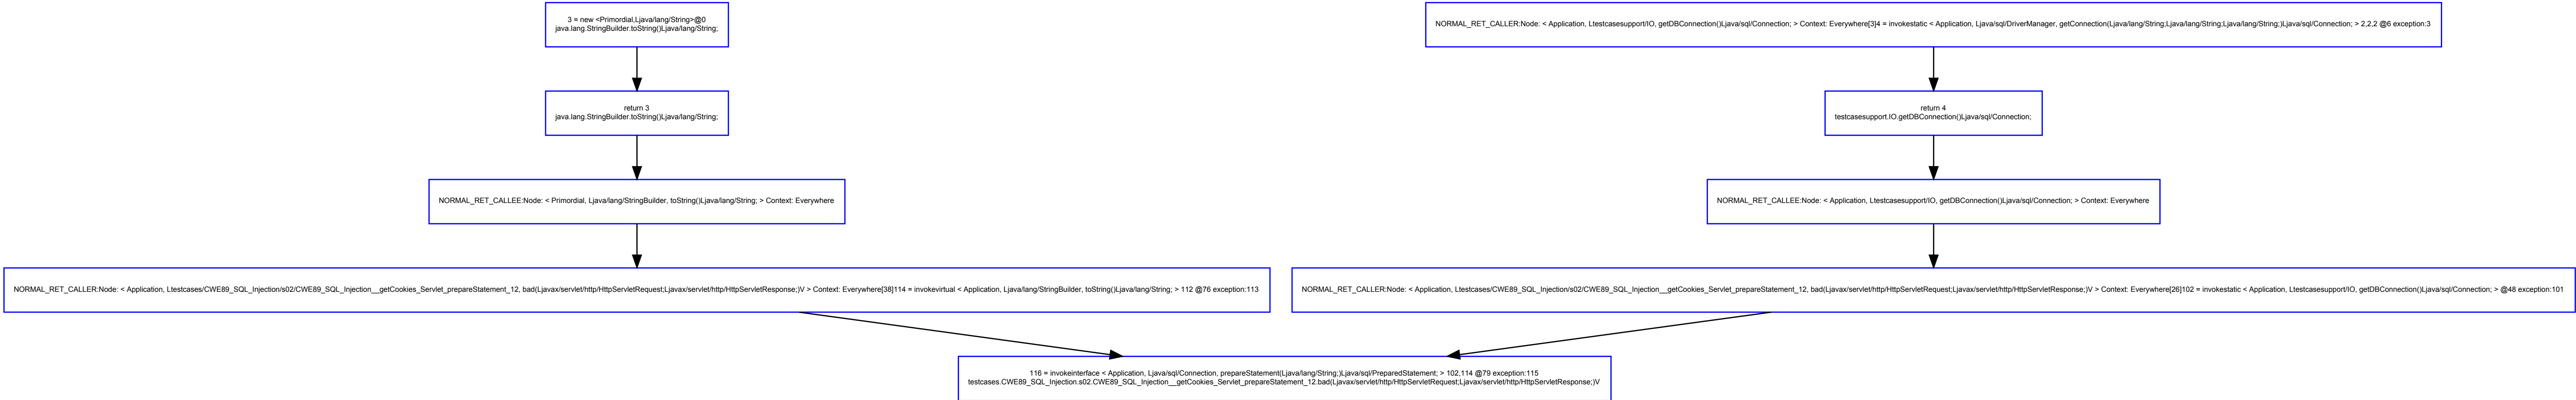 3 = new <Primordial,Ljava/lang/String>@0
java.lang.StringBuilder.toString()Ljava/lang/String;
NORMAL_RET_CALLER:Node: < Application, Ltestcasesupport/IO, getDBConnection()Ljava/sql/Connection; > Context: Everywhere[3]4 = invokestatic < Application, Ljava/sql/DriverManager, getConnection(Ljava/lang/String;Ljava/lang/String;Ljava/lang/String;)Ljava/sql/Connection; > 2,2,2 @6 exception:3
return 3
java.lang.StringBuilder.toString()Ljava/lang/String;
return 4
testcasesupport.IO.getDBConnection()Ljava/sql/Connection;
NORMAL_RET_CALLEE:Node: < Primordial, Ljava/lang/StringBuilder, toString()Ljava/lang/String; > Context: Everywhere
NORMAL_RET_CALLEE:Node: < Application, Ltestcasesupport/IO, getDBConnection()Ljava/sql/Connection; > Context: Everywhere
NORMAL_RET_CALLER:Node: < Application, Ltestcases/CWE89_SQL_Injection/s02/CWE89_SQL_Injection__getCookies_Servlet_prepareStatement_12, bad(Ljavax/servlet/http/HttpServletRequest;Ljavax/servlet/http/HttpServletResponse;)V > Context: Everywhere[38]114 = invokevirtual < Application, Ljava/lang/StringBuilder, toString()Ljava/lang/String; > 112 @76 exception:113
NORMAL_RET_CALLER:Node: < Application, Ltestcases/CWE89_SQL_Injection/s02/CWE89_SQL_Injection__getCookies_Servlet_prepareStatement_12, bad(Ljavax/servlet/http/HttpServletRequest;Ljavax/servlet/http/HttpServletResponse;)V > Context: Everywhere[26]102 = invokestatic < Application, Ltestcasesupport/IO, getDBConnection()Ljava/sql/Connection; > @48 exception:101
116 = invokeinterface < Application, Ljava/sql/Connection, prepareStatement(Ljava/lang/String;)Ljava/sql/PreparedStatement; > 102,114 @79 exception:115
testcases.CWE89_SQL_Injection.s02.CWE89_SQL_Injection__getCookies_Servlet_prepareStatement_12.bad(Ljavax/servlet/http/HttpServletRequest;Ljavax/servlet/http/HttpServletResponse;)V